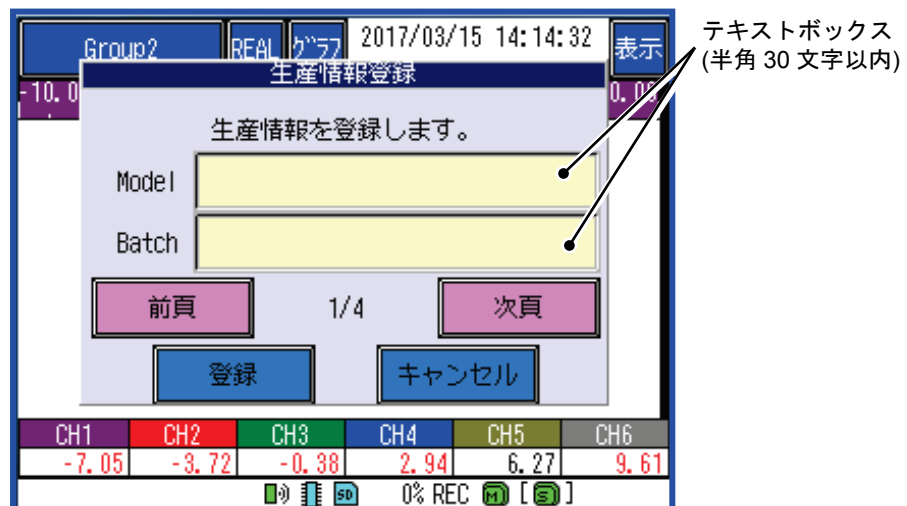 Group2 REAL グラフ 2017/03/15 14:14:32 表示
生産情報登録
-10.0
0.00
生産情報を登録します。
Model
Batch
前頁 1/4 次頁
登録 キャンセル
CH1 CH2 CH3 CH4 CH5 CH6
-7.05 -3.72 -0.38 2.94 6.27 9.61
SD 0% REC M [S]
テキストボックス
(半角 30 文字以内)